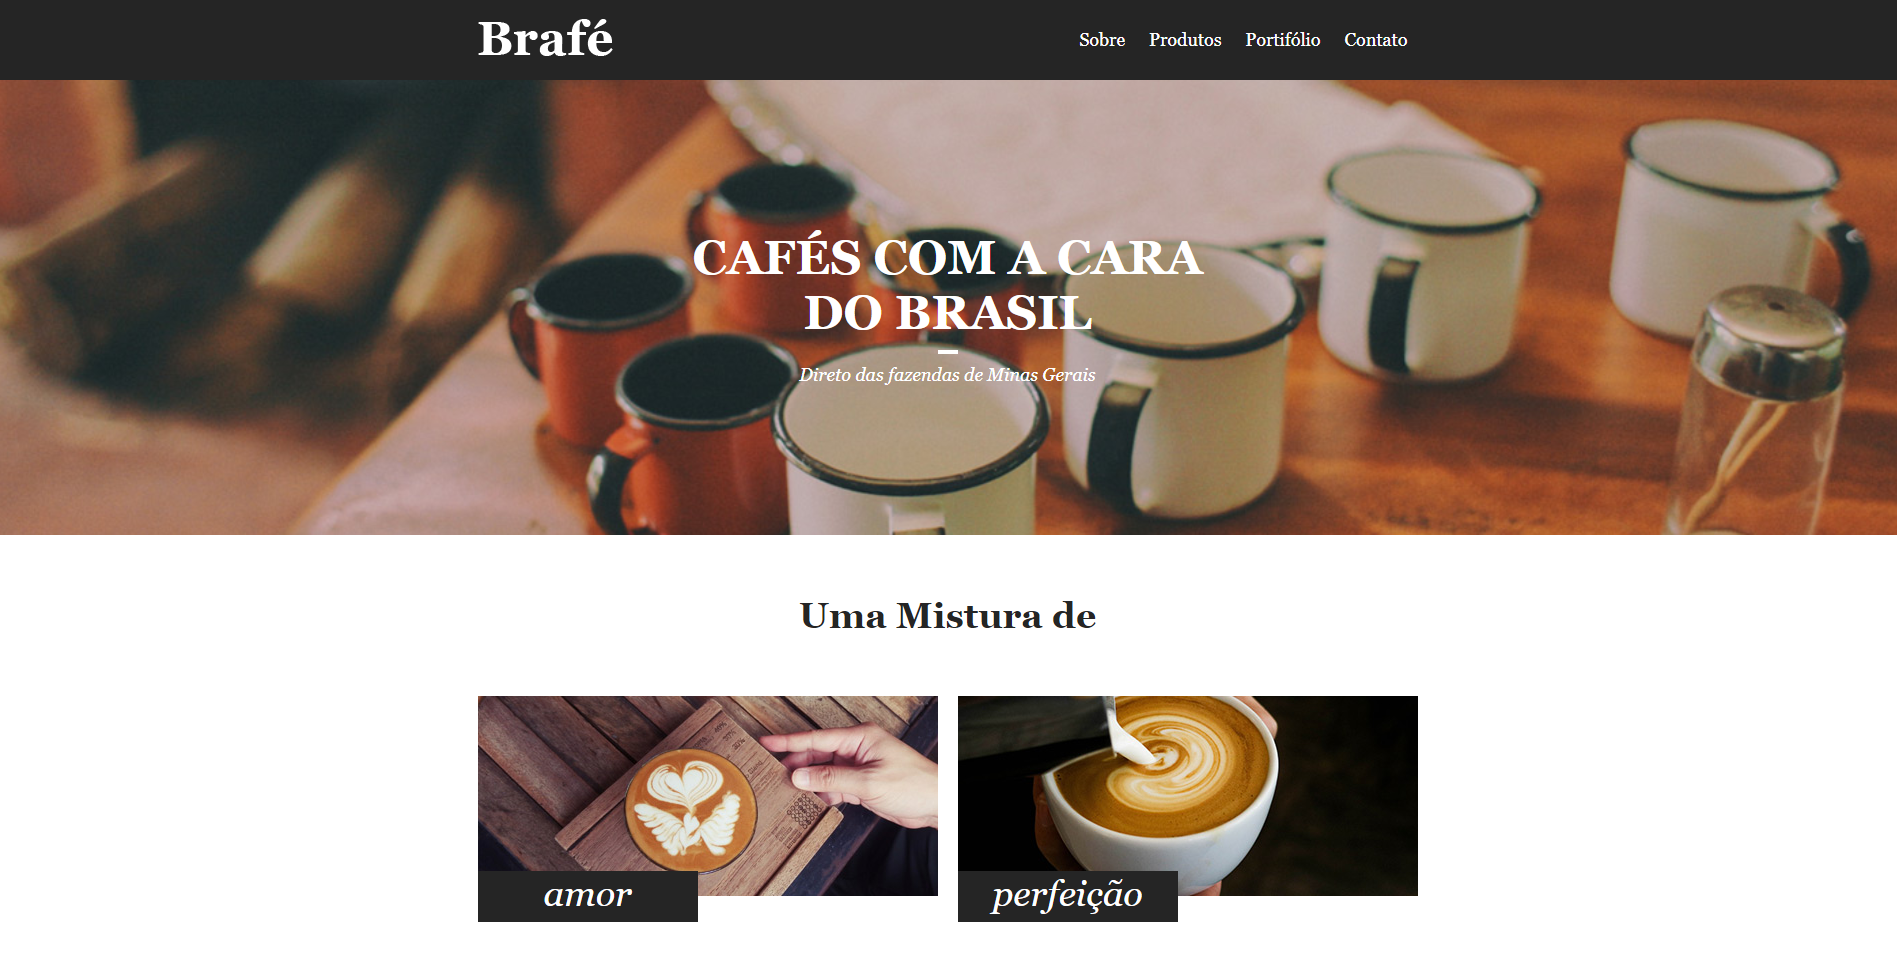 Brafé
Sobre Produtos Portifólio Contato
CAFÉS COM A CARA
DO BRASIL
Direto das fazendas de Minas Gerais
Uma Mistura de
amor
perfeição